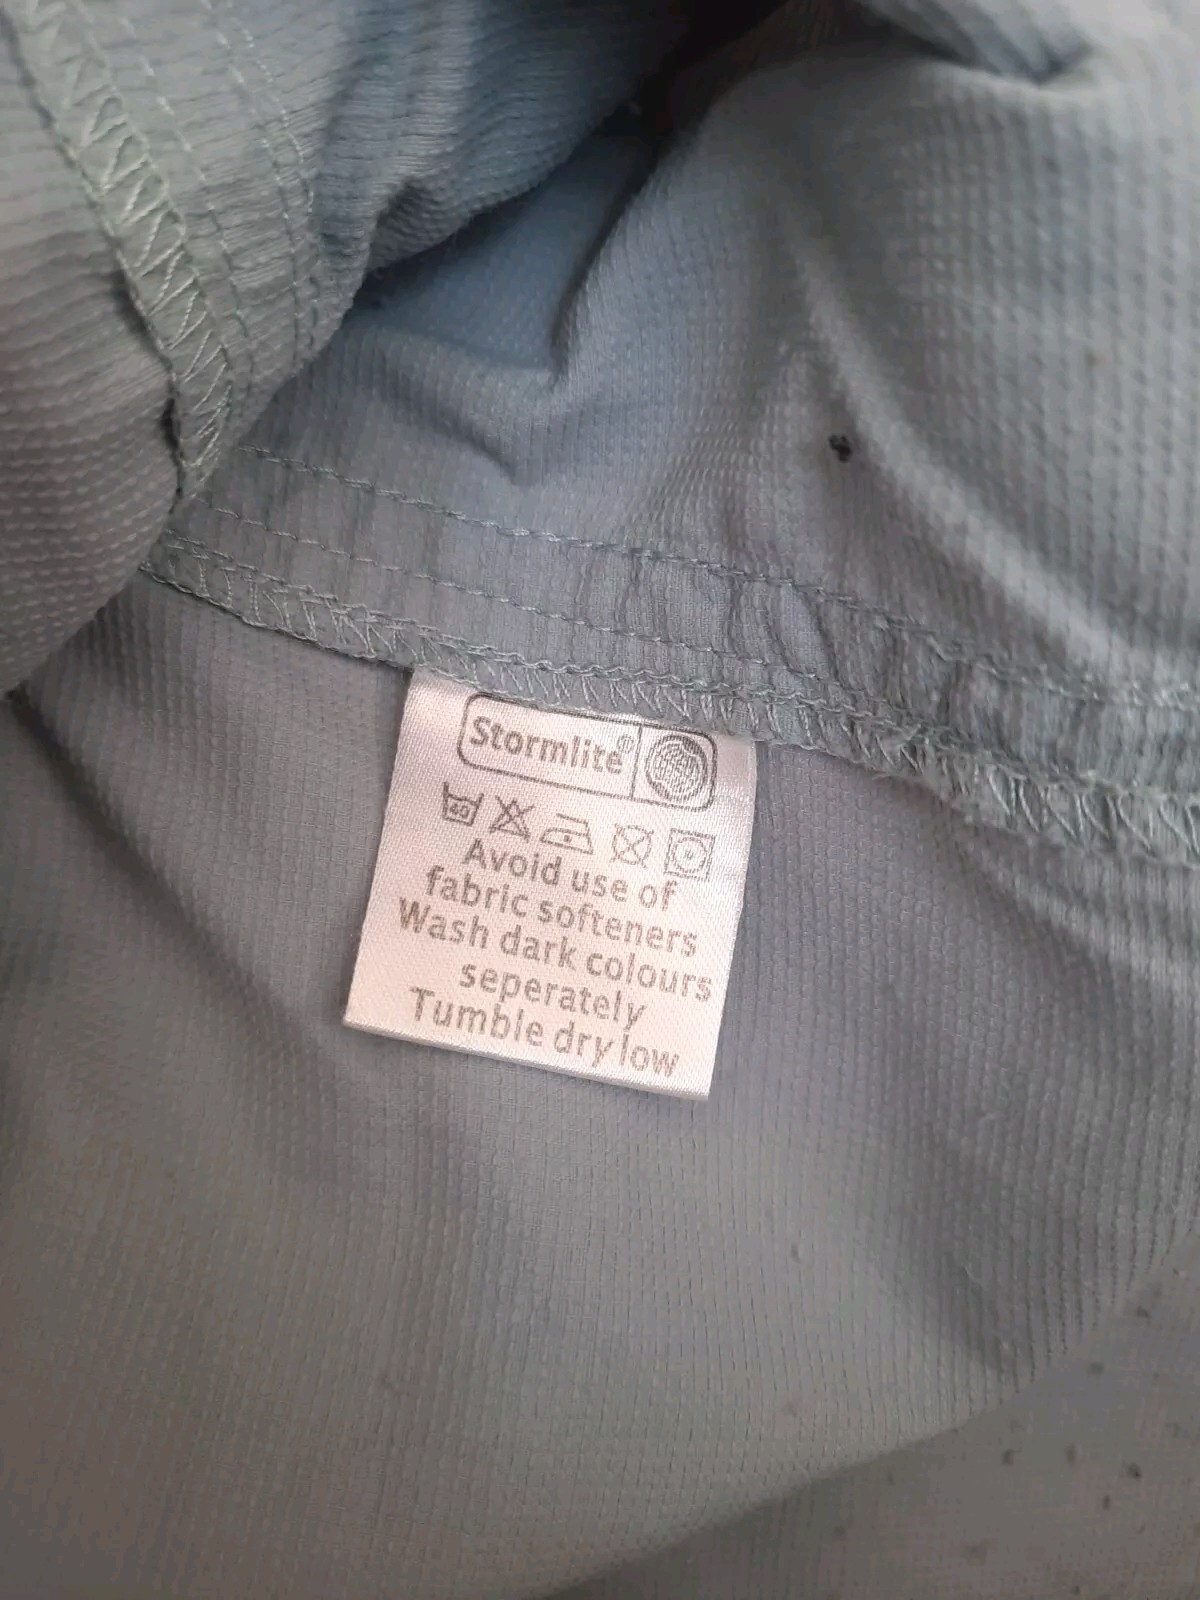 Stormlite®
40
Avoid use of
fabric softeners
Wash dark colours
seperately
Tumble dry low